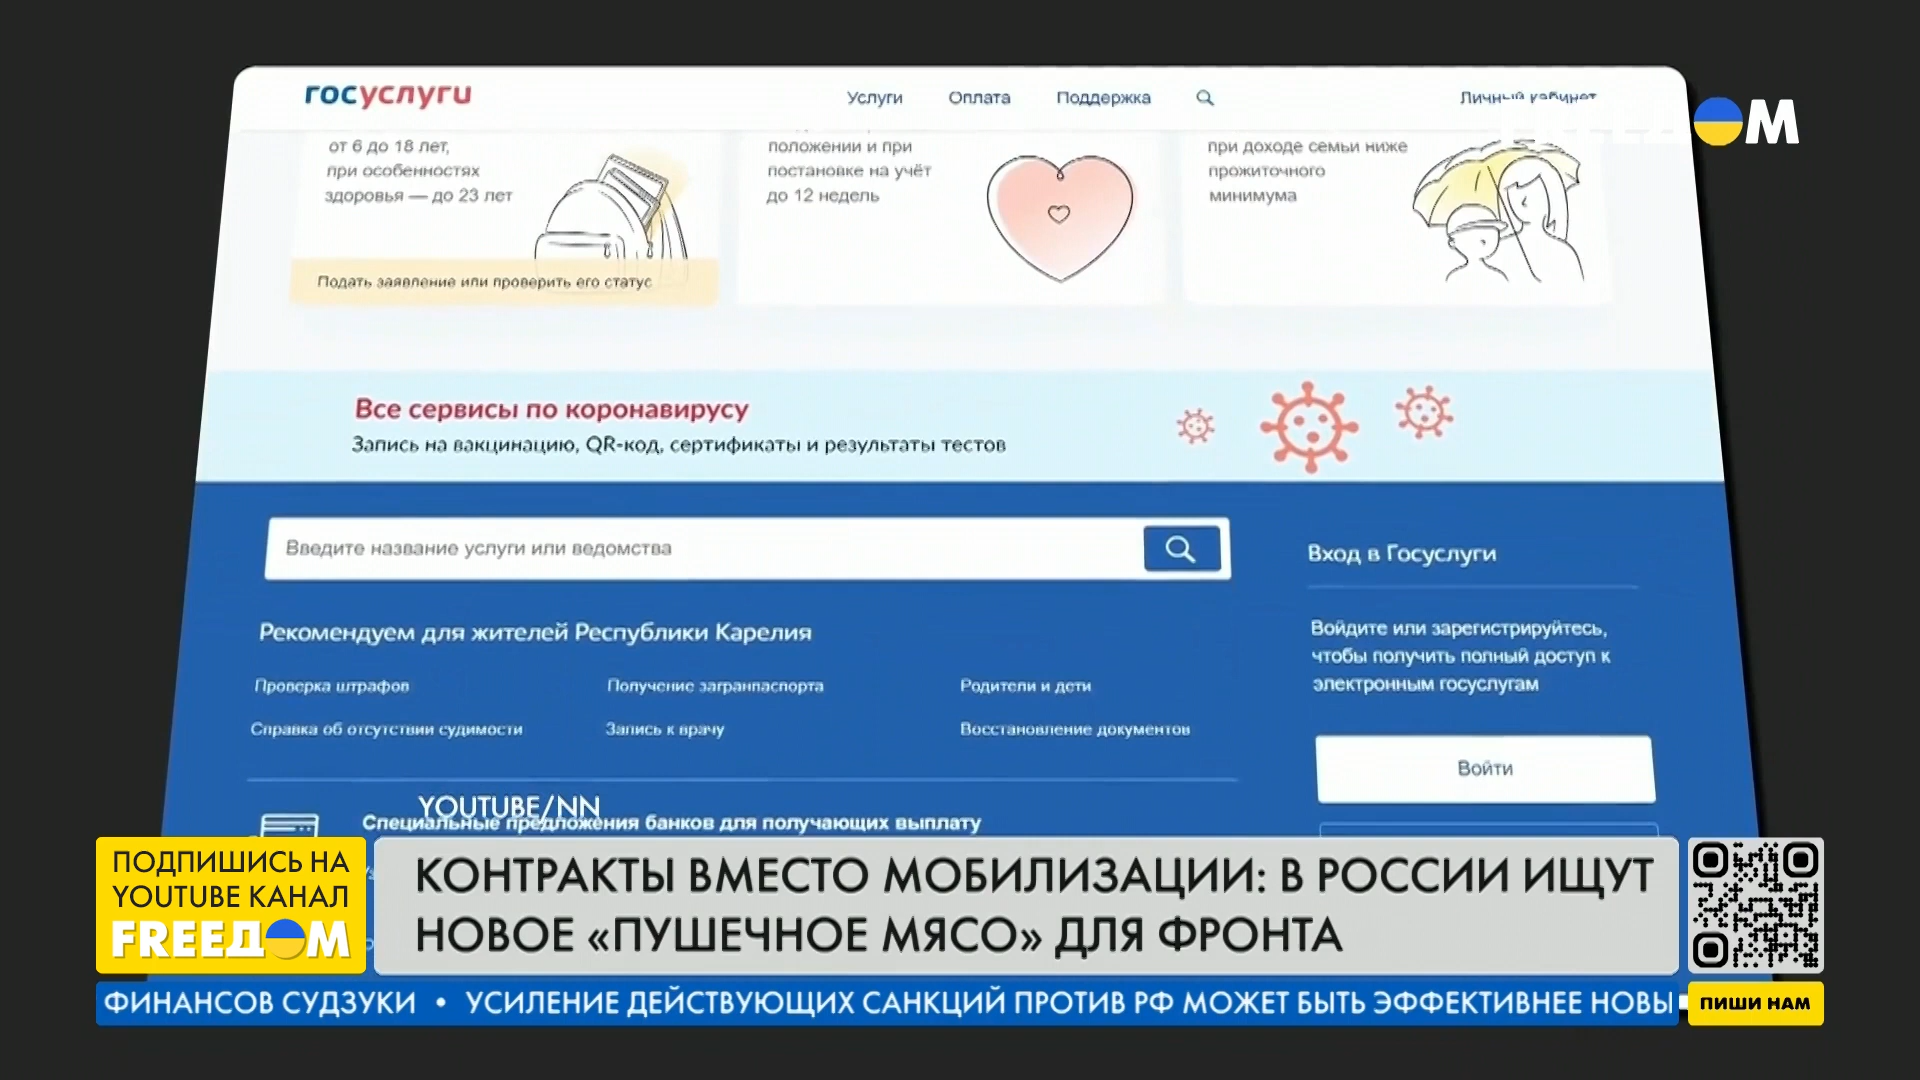 госуслуги
Услуги
Оплата
Поддержка
Личный кабинет
FREEДOM
от 6 до 18 лет,
при особенностях
здоровья — до 23 лет
Подать заявление или проверить его статус
положении и при
постановке на учёт
до 12 недель
при доходе семьи ниже
прожиточного
минимума
Все сервисы по коронавирусу
Запись на вакцинацию, QR-код, сертификаты и результаты тестов
Введите название услуги или ведомства
Рекомендуем для жителей Республики Карелия
Проверка штрафов
Получение загранпаспорта
Родители и дети
Справка об отсутствии судимости
Запись к врачу
Восстановление документов
Вход в Госуслуги
Войдите или зарегистрируйтесь,
чтобы получить полный доступ к
электронным госуслугам
Войти
YOUTUBE/NN
Специальные предложения банков для получающих выплату
ПОДПИШИСЬ НА
YOUTUBE КАНАЛ
FREEДOM
КОНТРАКТЫ ВМЕСТО МОБИЛИЗАЦИИ: В РОССИИ ИЩУТ
НОВОЕ «ПУШЕЧНОЕ МЯСО» ДЛЯ ФРОНТА
ФИНАНСОВ СУДЗУКИ • УСИЛЕНИЕ ДЕЙСТВУЮЩИХ САНКЦИЙ ПРОТИВ РФ МОЖЕТ БЫТЬ ЭФФЕКТИВНЕЕ НОВЫ
ПИШИ НАМ